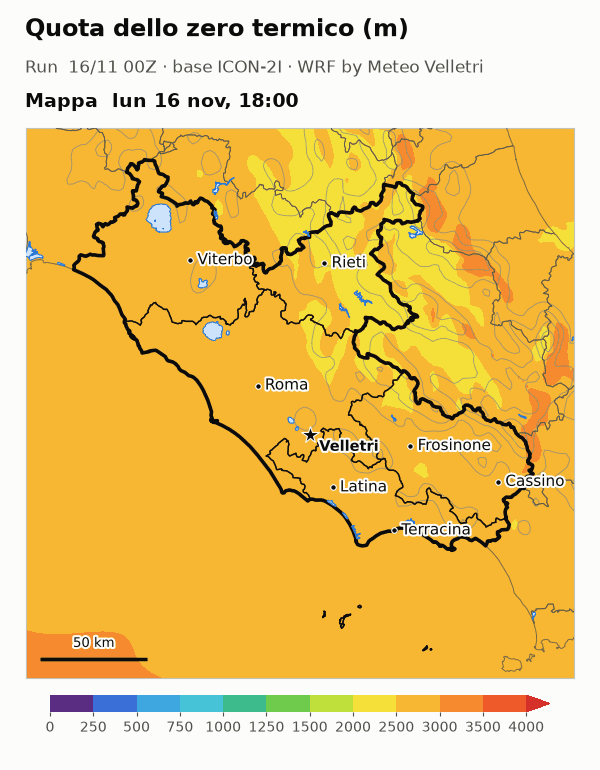 Quota dello zero termico (m)
Run  16/11 00Z · base ICON-2I · WRF by Meteo Velletri
Mappa  lun 16 nov, 18:00
Viterbo
Rieti
Roma
Velletri
Frosinone
Latina
Cassino
Terracina
50 km
0 250 500 750 1000 1250 1500 2000 2500 3000 3500 4000